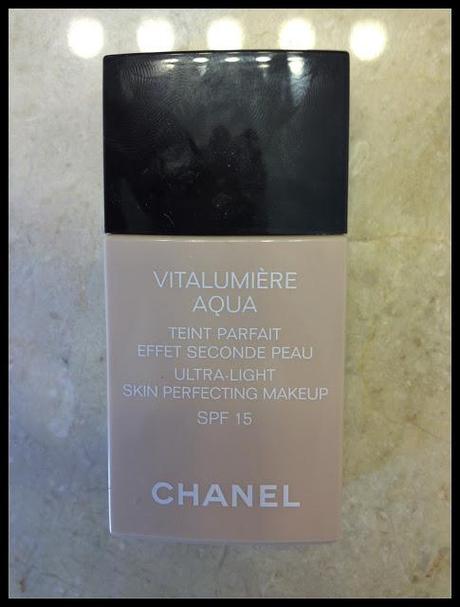 VITALUMIÈRE
AQUA
TEINT PARFAIT
EFFET SECONDE PEAU
ULTRA-LIGHT
SKIN PERFECTING MAKEUP
SPF 15
CHANEL